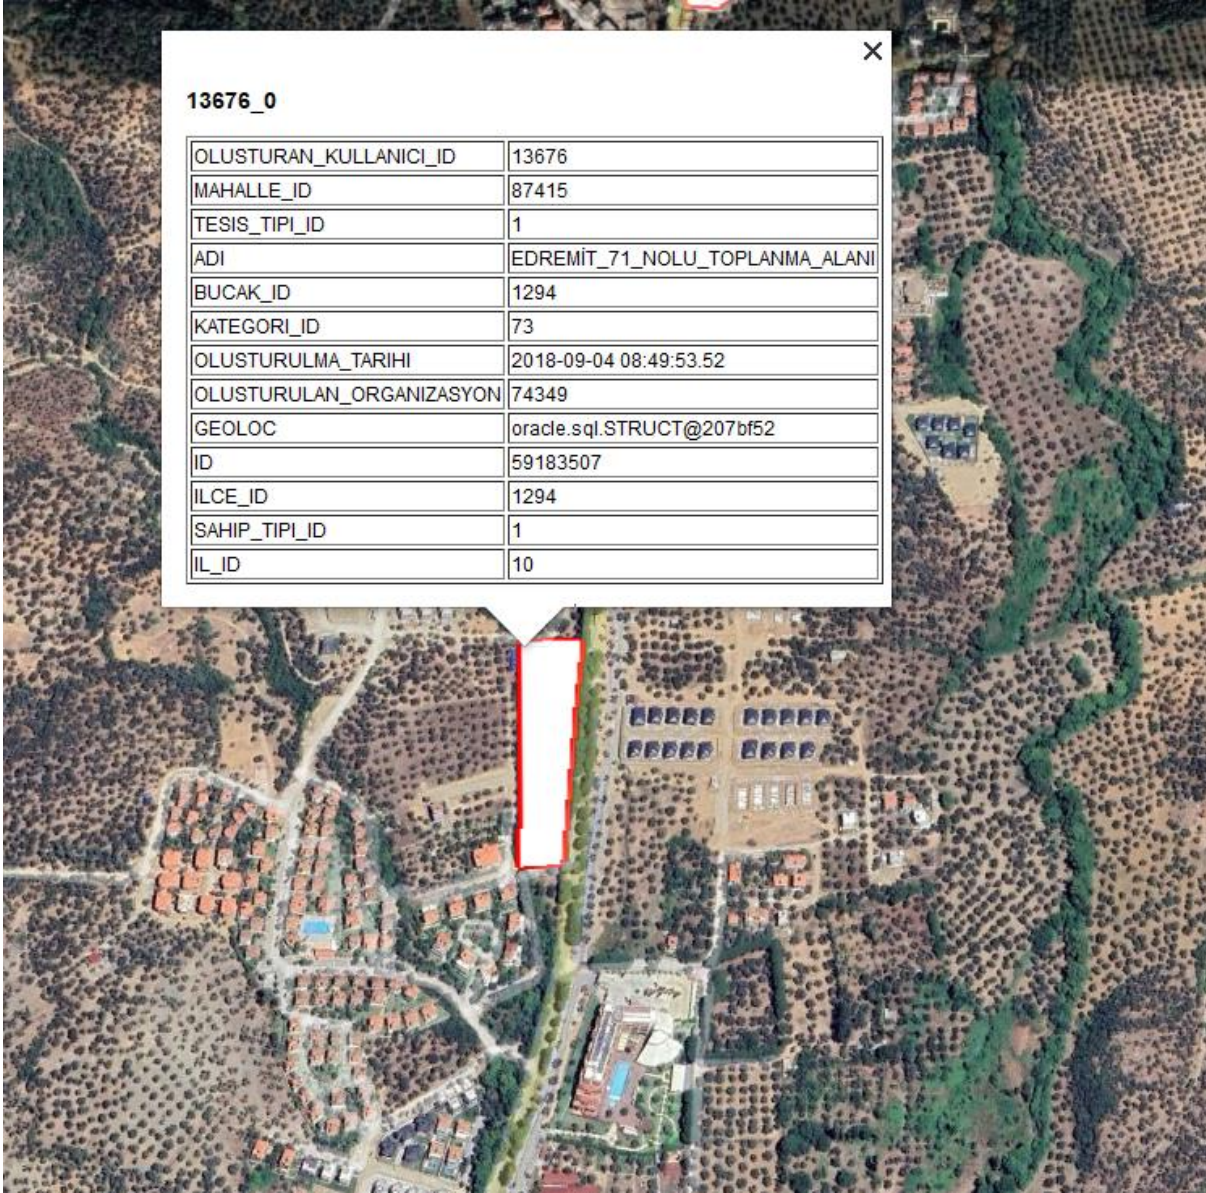 13676_0
OLUSTURAN_KULLANICI_ID 13676
MAHALLE_ID 87415
TESIS_TIPI_ID 1
ADI EDREMİT_71_NOLU_TOPLANMA_ALANI
BUCAK_ID 1294
KATEGORI_ID 73
OLUSTURULMA_TARIHI 2018-09-04 08:49:53.52
OLUSTURULAN_ORGANIZASYON 74349
GEOLOC oracle.sql.STRUCT@207bf52
ID 59183507
ILCE_ID 1294
SAHIP_TIPI_ID 1
IL_ID 10